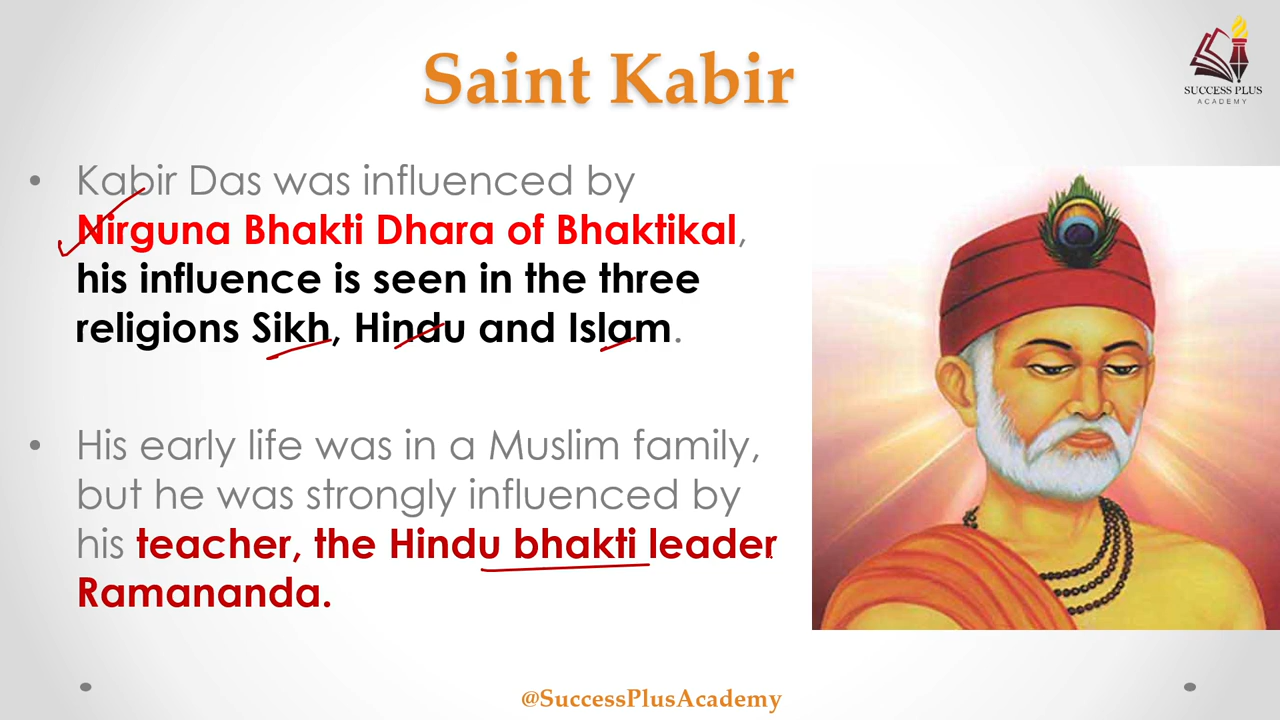 Saint Kabir
SUCCESS PLUS
ACADEMY
• Kabir Das was influenced by
Nirguna Bhakti Dhara of Bhaktikal,
his influence is seen in the three
religions Sikh, Hindu and Islam.
• His early life was in a Muslim family,
but he was strongly influenced by
his teacher, the Hindu bhakti leader
Ramananda.
@SuccessPlusAcademy